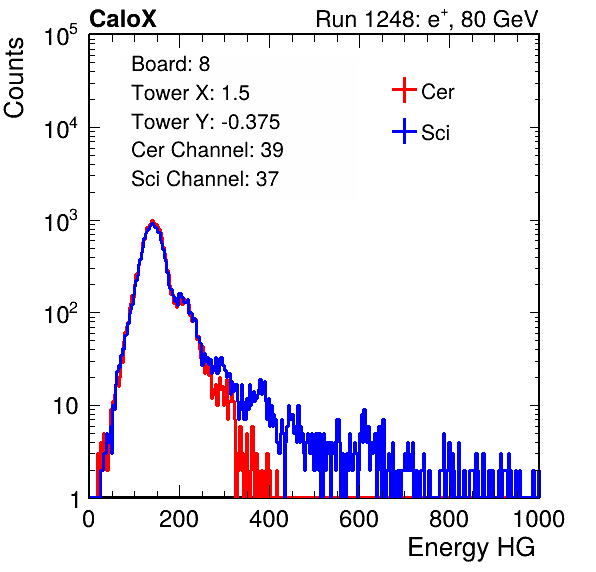 CaloX Run 1248: e⁺, 80 GeV
Counts
10⁵
10⁴
10³
10²
10
1
Board: 8
Tower X: 1.5
Tower Y: -0.375
Cer Channel: 39
Sci Channel: 37
Cer
Sci
0 200 400 600 800 1000
Energy HG